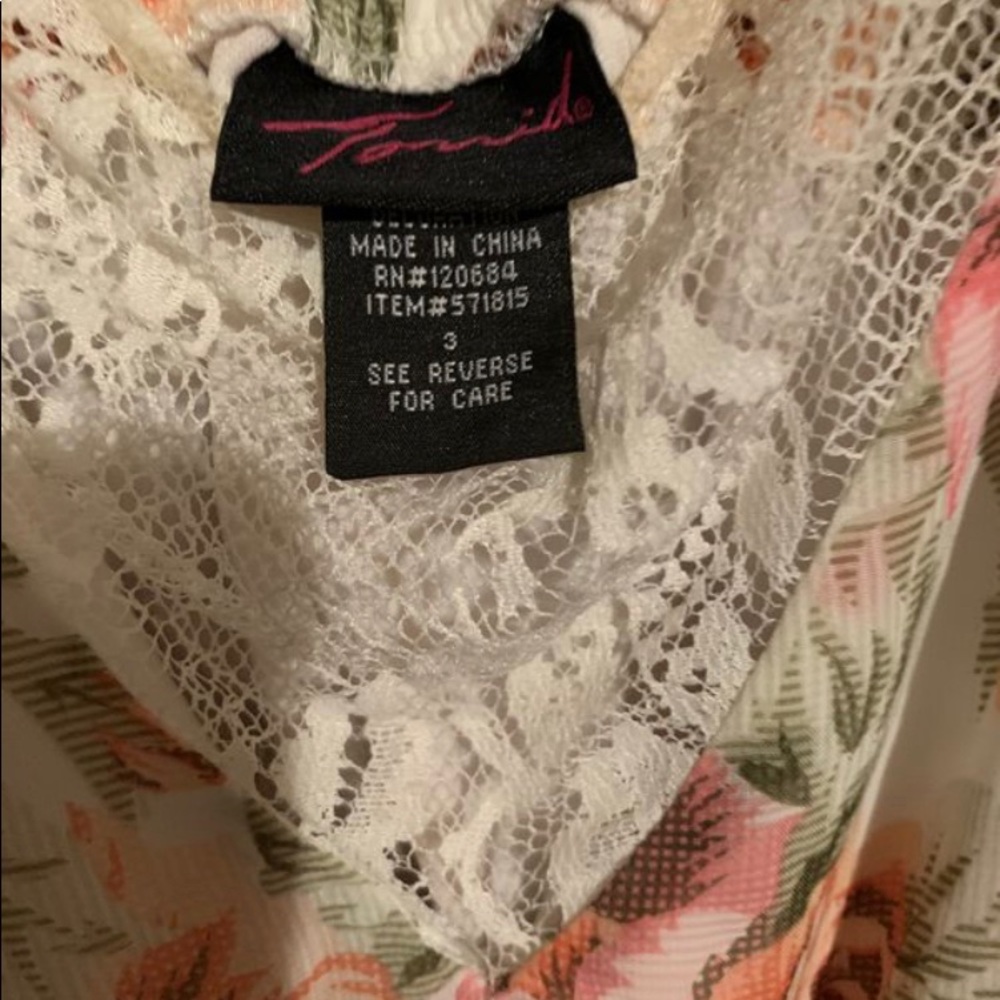 Torrid®
MADE IN CHINA
RN#120684
ITEM#571815
3
SEE REVERSE
FOR CARE